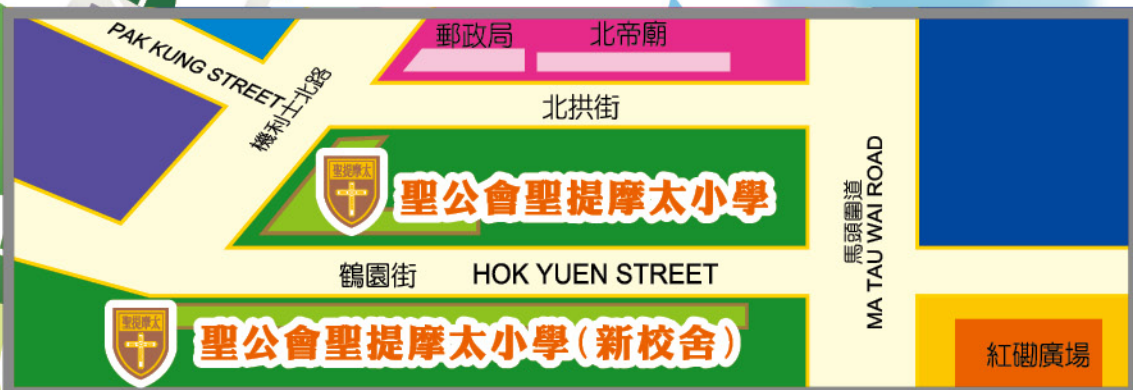 PAK KUNG STREET
機利士北路
郵政局
北帝廟
北拱街
聖提摩太
聖公會聖提摩太小學
鶴園街 HOK YUEN STREET
馬頭圍道
MA TAU WAI ROAD
聖提摩太
聖公會聖提摩太小學(新校舍)
紅磡廣場